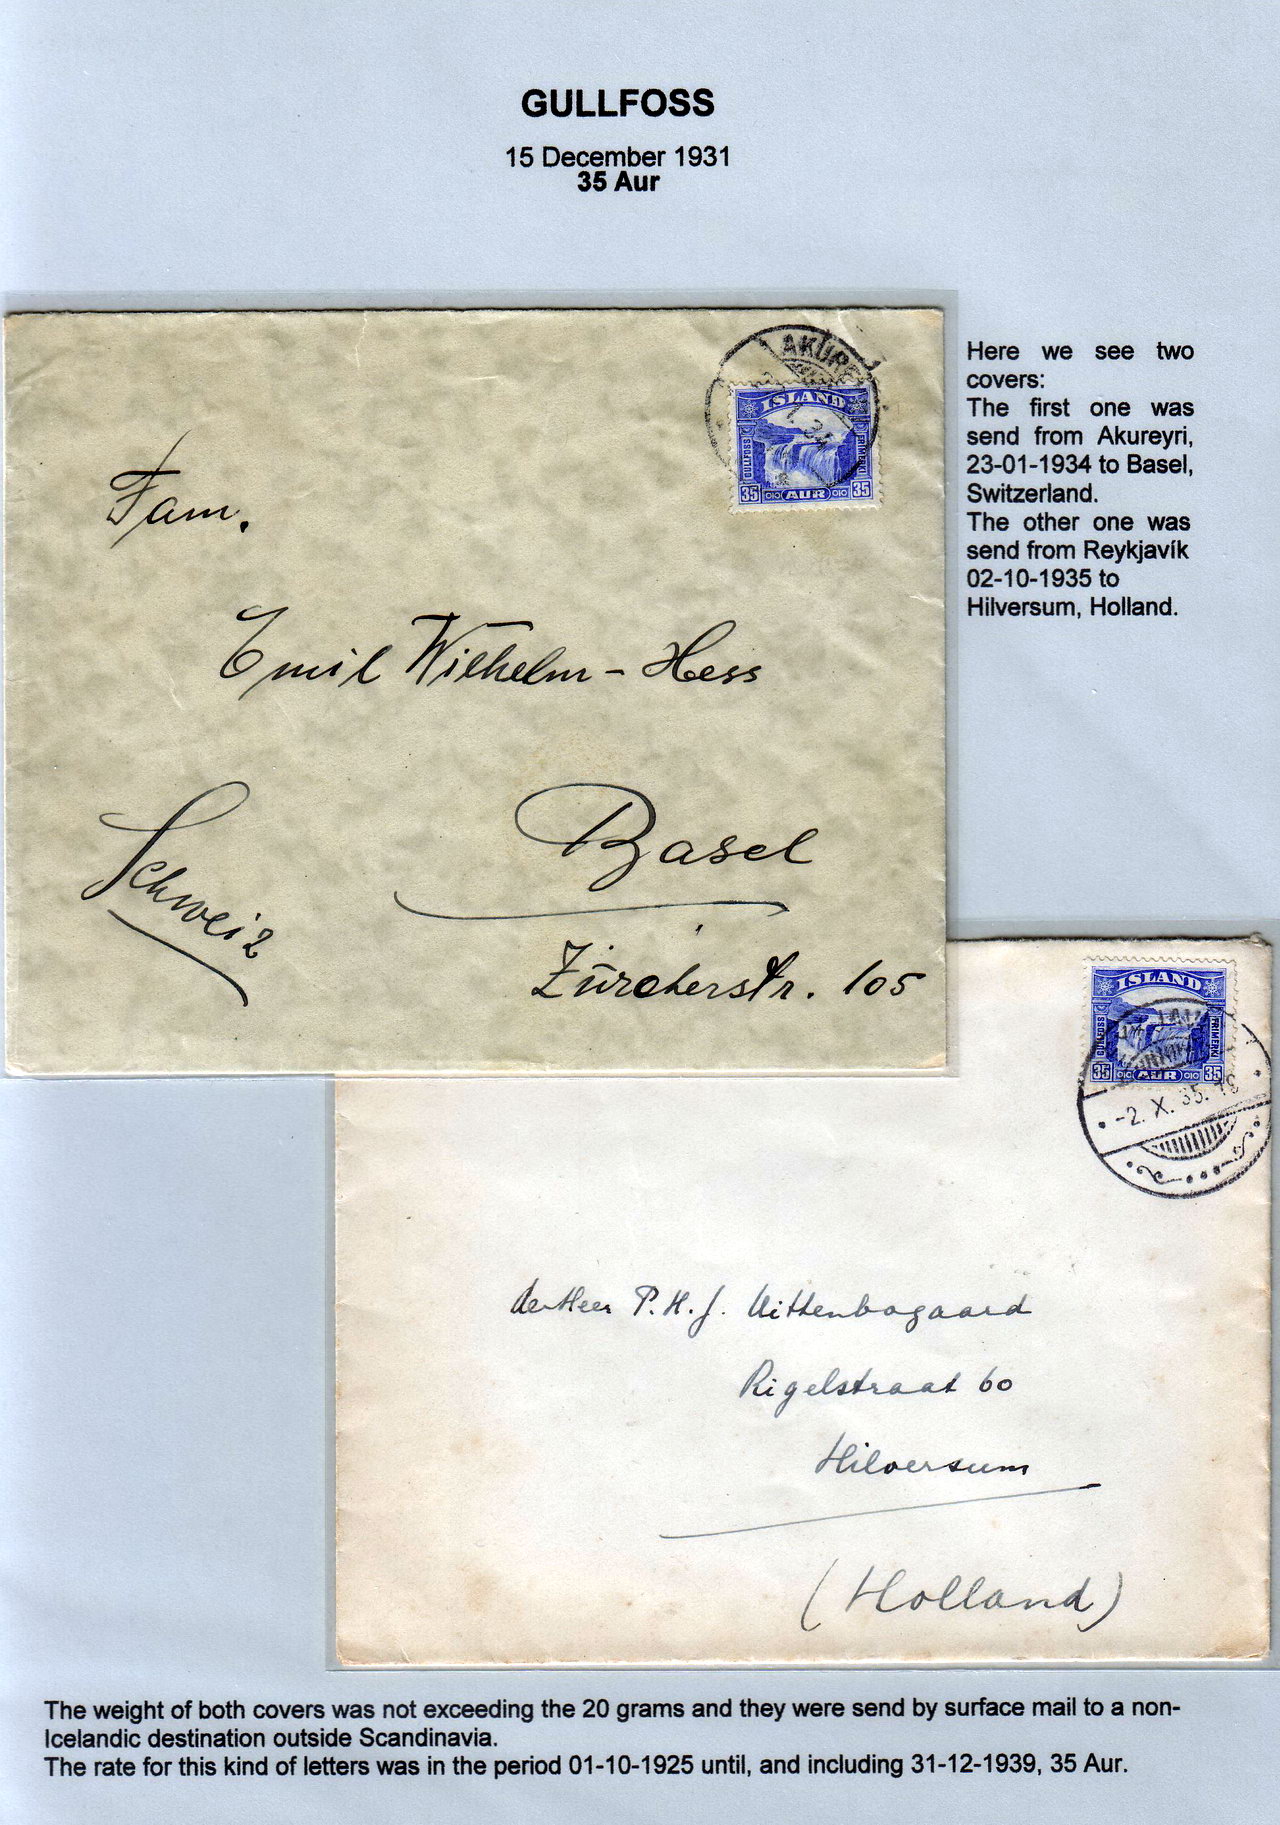 GULLFOSS
15 December 1931
35 Aur
Here we see two
covers:
The first one was
send from Akureyri,
23-01-1934 to Basel,
Switzerland.
The other one was
send from Reykjavík
02-10-1935 to
Hilversum, Holland.
AKURE
1. 34
ISLAND
GULLFOSS
FRIMERKI
35 AUR 35
Fam.
Emil Wilhelm - Hess
Basel
Schweiz
Zürcherstr. 105
ISLAND
GULLFOSS
FRIMERKI
35 AUR 35
-2. X. 35.
P. H. J. Uittenbogaard
Rigelstraat 60
Hilversum
(Holland)
The weight of both covers was not exceeding the 20 grams and they were send by surface mail to a non-
Icelandic destination outside Scandinavia.
The rate for this kind of letters was in the period 01-10-1925 until, and including 31-12-1939, 35 Aur.